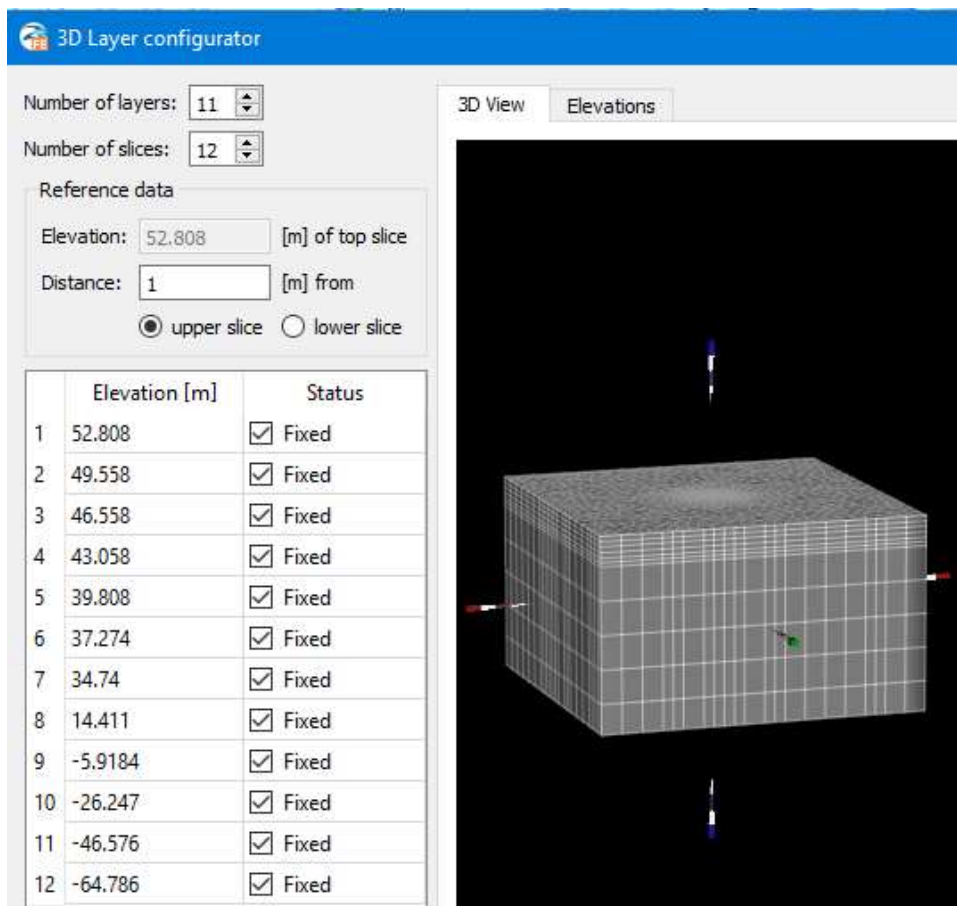 3D Layer configurator
Number of layers: 11
Number of slices: 12
Reference data
Elevation: 52.808 [m] of top slice
Distance: 1 [m] from
upper slice lower slice
Elevation [m] Status
1 52.808 Fixed
2 49.558 Fixed
3 46.558 Fixed
4 43.058 Fixed
5 39.808 Fixed
6 37.274 Fixed
7 34.74 Fixed
8 14.411 Fixed
9 -5.9184 Fixed
10 -26.247 Fixed
11 -46.576 Fixed
12 -64.786 Fixed
3D View Elevations